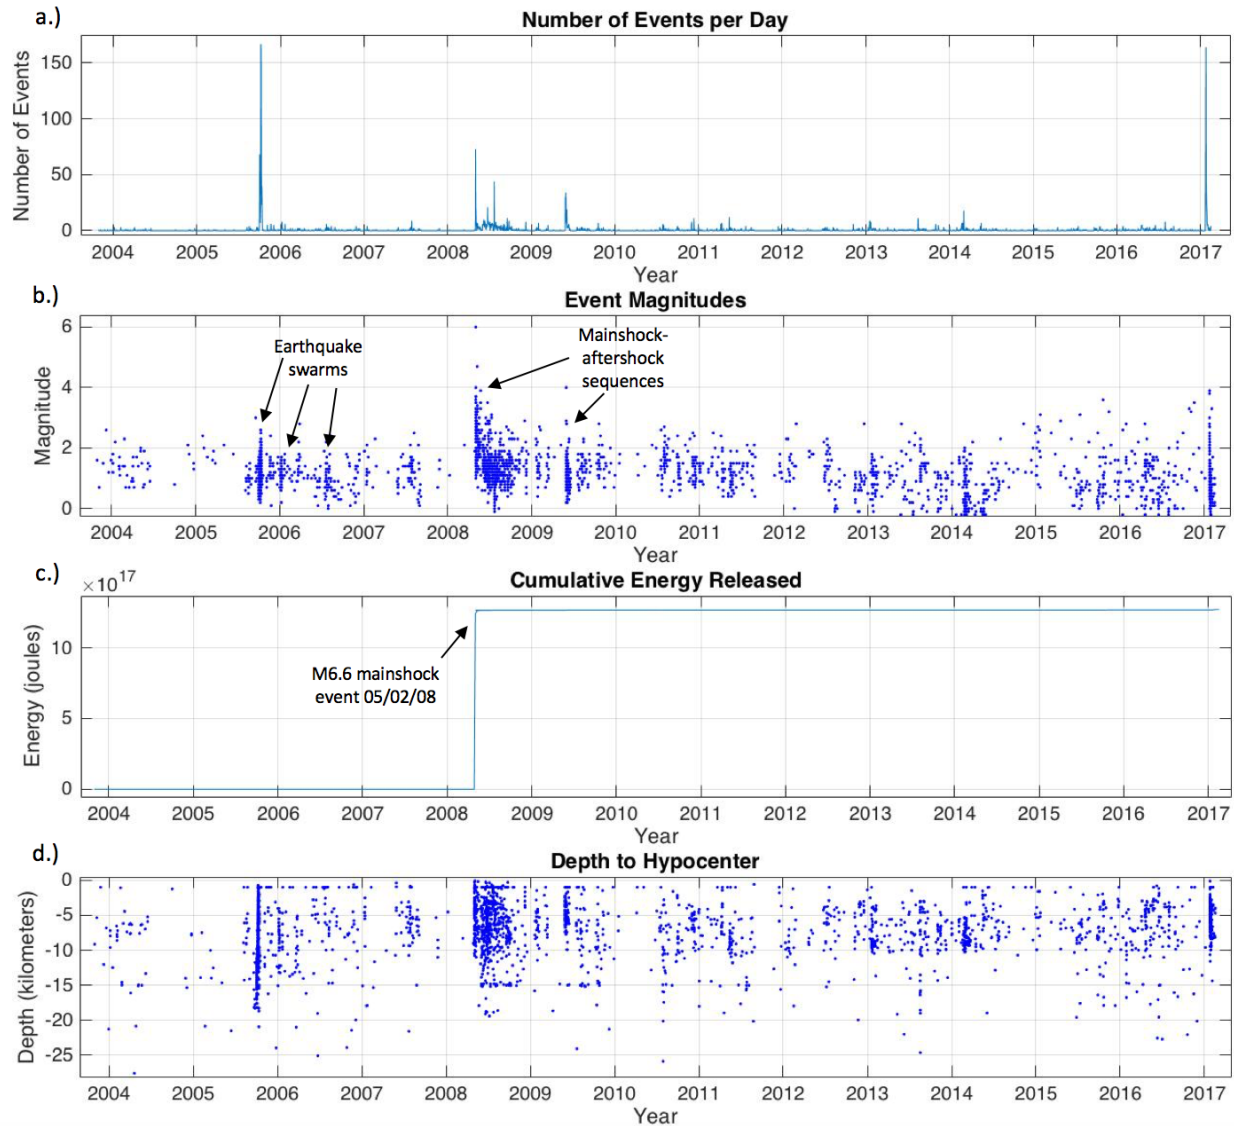 a.)
Number of Events per Day
Number of Events
150
100
50
0
2004 2005 2006 2007 2008 2009 2010 2011 2012 2013 2014 2015 2016 2017
Year
b.)
Event Magnitudes
Magnitude
6
4
2
0
Earthquake
swarms
Mainshock-
aftershock
sequences
2004 2005 2006 2007 2008 2009 2010 2011 2012 2013 2014 2015 2016 2017
Year
c.)
×10¹⁷
Cumulative Energy Released
Energy (joules)
10
5
0
M6.6 mainshock
event 05/02/08
2004 2005 2006 2007 2008 2009 2010 2011 2012 2013 2014 2015 2016 2017
Year
d.)
Depth to Hypocenter
Depth (kilometers)
0
-5
-10
-15
-20
-25
2004 2005 2006 2007 2008 2009 2010 2011 2012 2013 2014 2015 2016 2017
Year